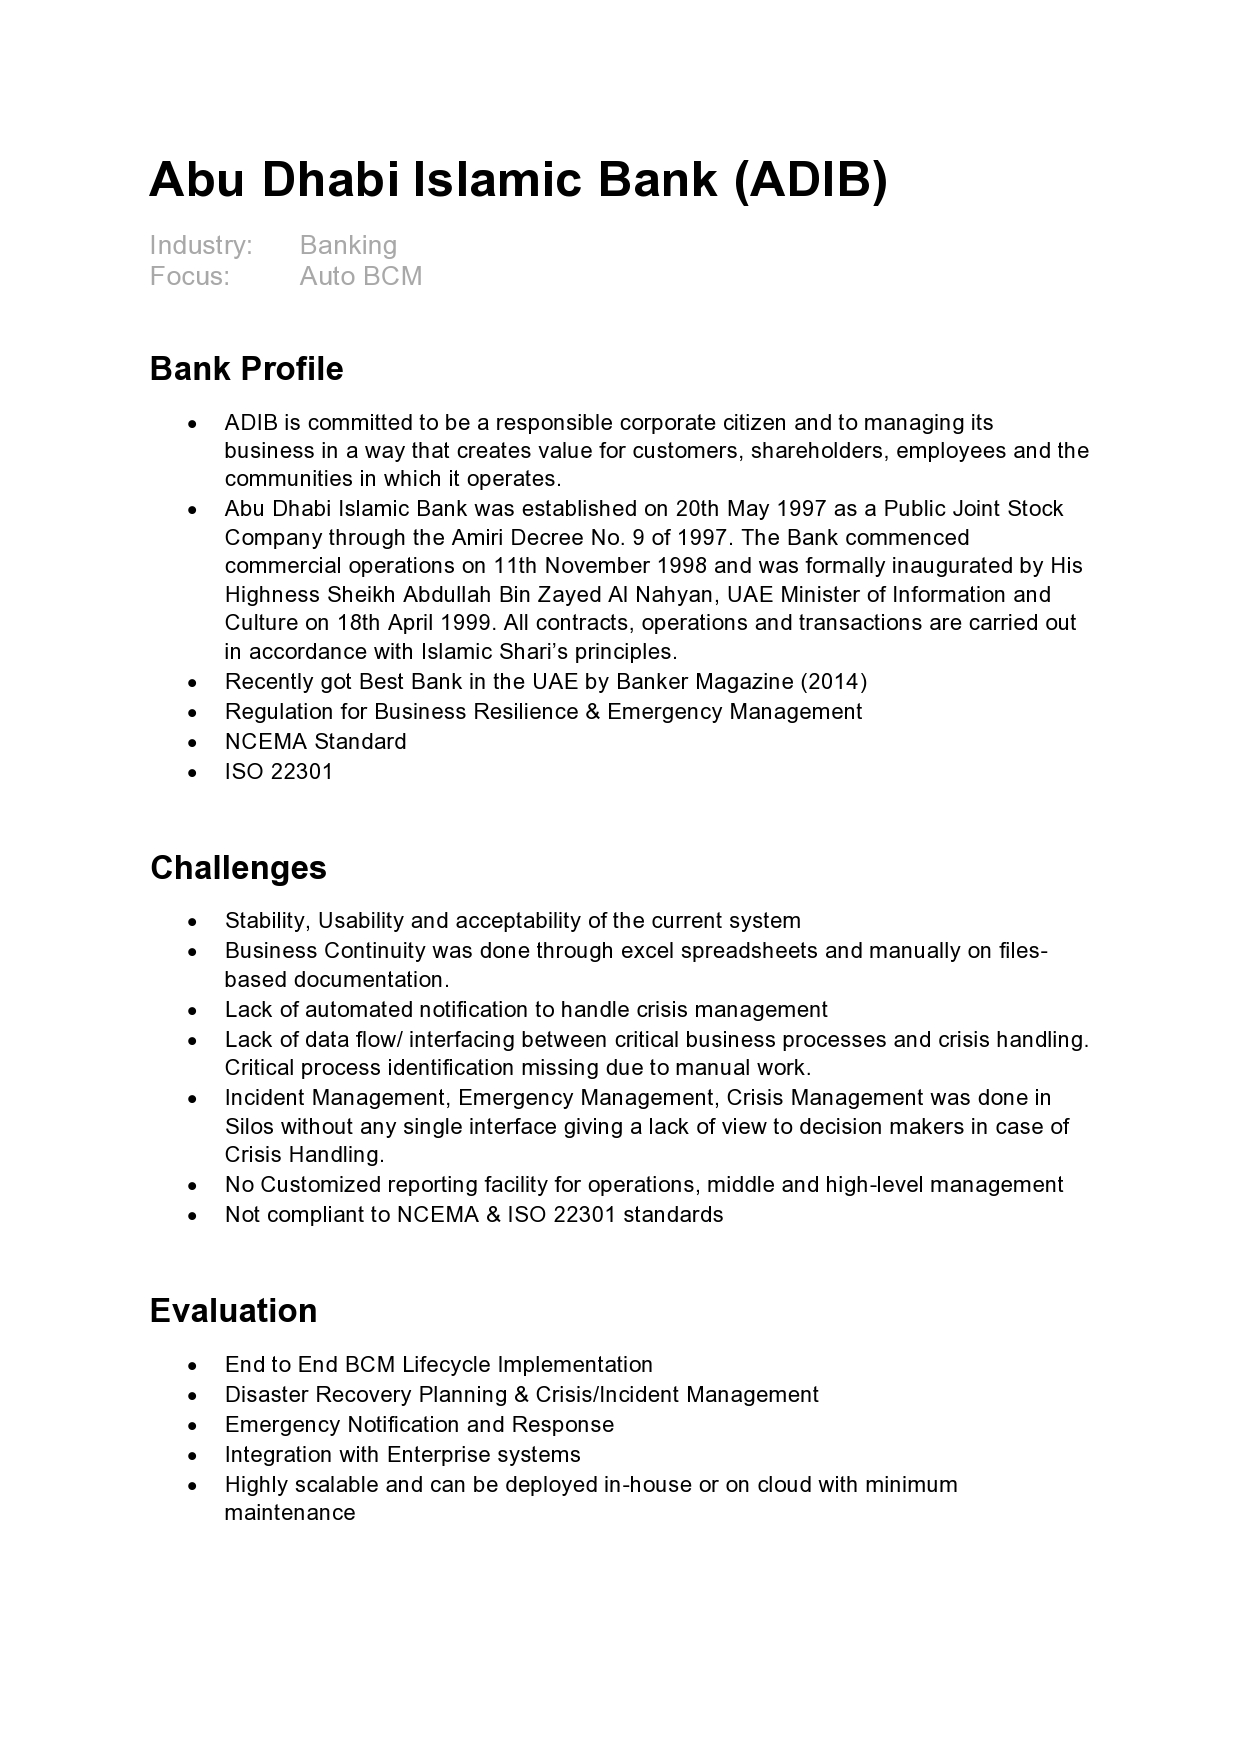 Abu Dhabi Islamic Bank (ADIB)
Industry: Banking
Focus: Auto BCM
Bank Profile
• ADIB is committed to be a responsible corporate citizen and to managing its
business in a way that creates value for customers, shareholders, employees and the
communities in which it operates.
• Abu Dhabi Islamic Bank was established on 20th May 1997 as a Public Joint Stock
Company through the Amiri Decree No. 9 of 1997. The Bank commenced
commercial operations on 11th November 1998 and was formally inaugurated by His
Highness Sheikh Abdullah Bin Zayed Al Nahyan, UAE Minister of Information and
Culture on 18th April 1999. All contracts, operations and transactions are carried out
in accordance with Islamic Shari’s principles.
• Recently got Best Bank in the UAE by Banker Magazine (2014)
• Regulation for Business Resilience & Emergency Management
• NCEMA Standard
• ISO 22301
Challenges
• Stability, Usability and acceptability of the current system
• Business Continuity was done through excel spreadsheets and manually on files-
based documentation.
• Lack of automated notification to handle crisis management
• Lack of data flow/ interfacing between critical business processes and crisis handling.
Critical process identification missing due to manual work.
• Incident Management, Emergency Management, Crisis Management was done in
Silos without any single interface giving a lack of view to decision makers in case of
Crisis Handling.
• No Customized reporting facility for operations, middle and high-level management
• Not compliant to NCEMA & ISO 22301 standards
Evaluation
• End to End BCM Lifecycle Implementation
• Disaster Recovery Planning & Crisis/Incident Management
• Emergency Notification and Response
• Integration with Enterprise systems
• Highly scalable and can be deployed in-house or on cloud with minimum
maintenance